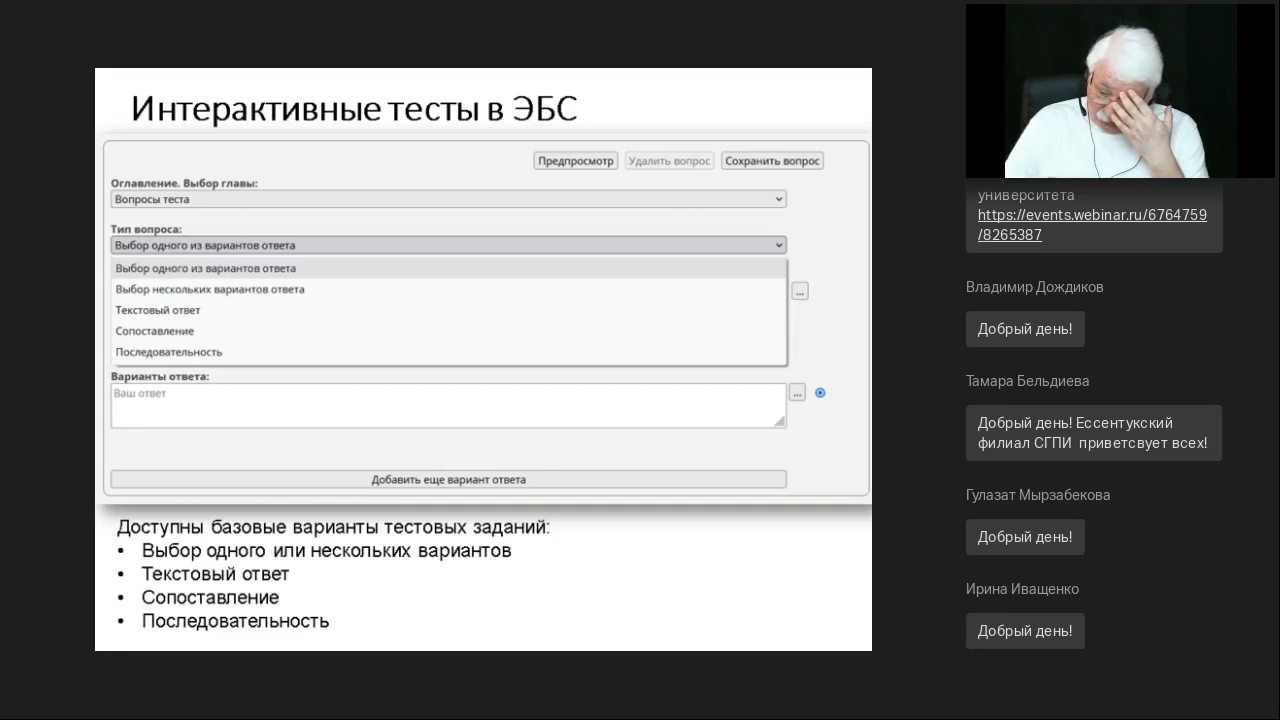 Интерактивные тесты в ЭБС
Предпросмотр
Удалить вопрос
Сохранить вопрос
Оглавление. Выбор главы:
Вопросы теста
Тип вопроса:
Выбор одного из вариантов ответа
Выбор одного из вариантов ответа
Выбор нескольких вариантов ответа
...
Текстовый ответ
Сопоставление
Последовательность
Варианты ответа:
Ваш ответ
...
Добавить еще вариант ответа
Доступны базовые варианты тестовых заданий:
• Выбор одного или нескольких вариантов
• Текстовый ответ
• Сопоставление
• Последовательность
университета
https://events.webinar.ru/6764759
/8265387
Владимир Дождиков
Добрый день!
Тамара Бельдиева
Добрый день! Ессентукский
филиал СГПИ  приветсвует всех!
Гулазат Мырзабекова
Добрый день!
Ирина Иващенко
Добрый день!